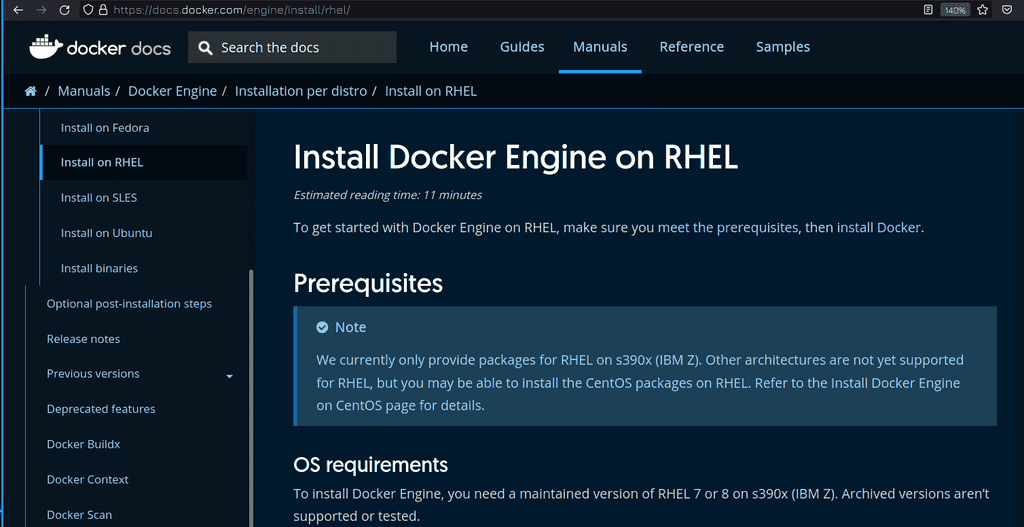 https://docs.docker.com/engine/install/rhel/
140%
docker docs
Search the docs
Home
Guides
Manuals
Reference
Samples
/ Manuals / Docker Engine / Installation per distro / Install on RHEL
Install on Fedora
Install on RHEL
Install on SLES
Install on Ubuntu
Install binaries
Optional post-installation steps
Release notes
Previous versions
Deprecated features
Docker Buildx
Docker Context
Docker Scan
Install Docker Engine on RHEL
Estimated reading time: 11 minutes
To get started with Docker Engine on RHEL, make sure you meet the prerequisites, then install Docker.
Prerequisites
Note
We currently only provide packages for RHEL on s390x (IBM Z). Other architectures are not yet supported
for RHEL, but you may be able to install the CentOS packages on RHEL. Refer to the Install Docker Engine
on CentOS page for details.
OS requirements
To install Docker Engine, you need a maintained version of RHEL 7 or 8 on s390x (IBM Z). Archived versions aren’t
supported or tested.